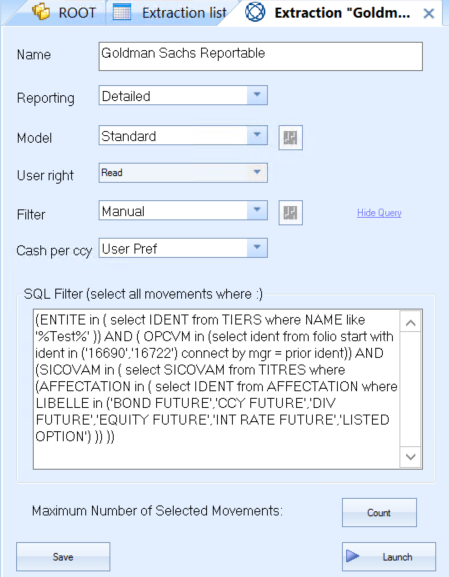 ROOT Extraction list Extraction "Goldm... ×
Name Goldman Sachs Reportable
Reporting Detailed
Model Standard
User right Read
Filter Manual Hide Query
Cash per ccy User Pref
SQL Filter (select all movements where :)
(ENTITE in ( select IDENT from TIERS where NAME like
'%Test%' )) AND ( OPCVM in (select ident from folio start with
ident in ('16690','16722') connect by mgr = prior ident)) AND
(SICOVAM in ( select SICOVAM from TITRES where
(AFFECTATION in ( select IDENT from AFFECTATION where
LIBELLE in ('BOND FUTURE','CCY FUTURE','DIV
FUTURE','EQUITY FUTURE','INT RATE FUTURE','LISTED
OPTION') )) ))
Maximum Number of Selected Movements: Count
Save Launch